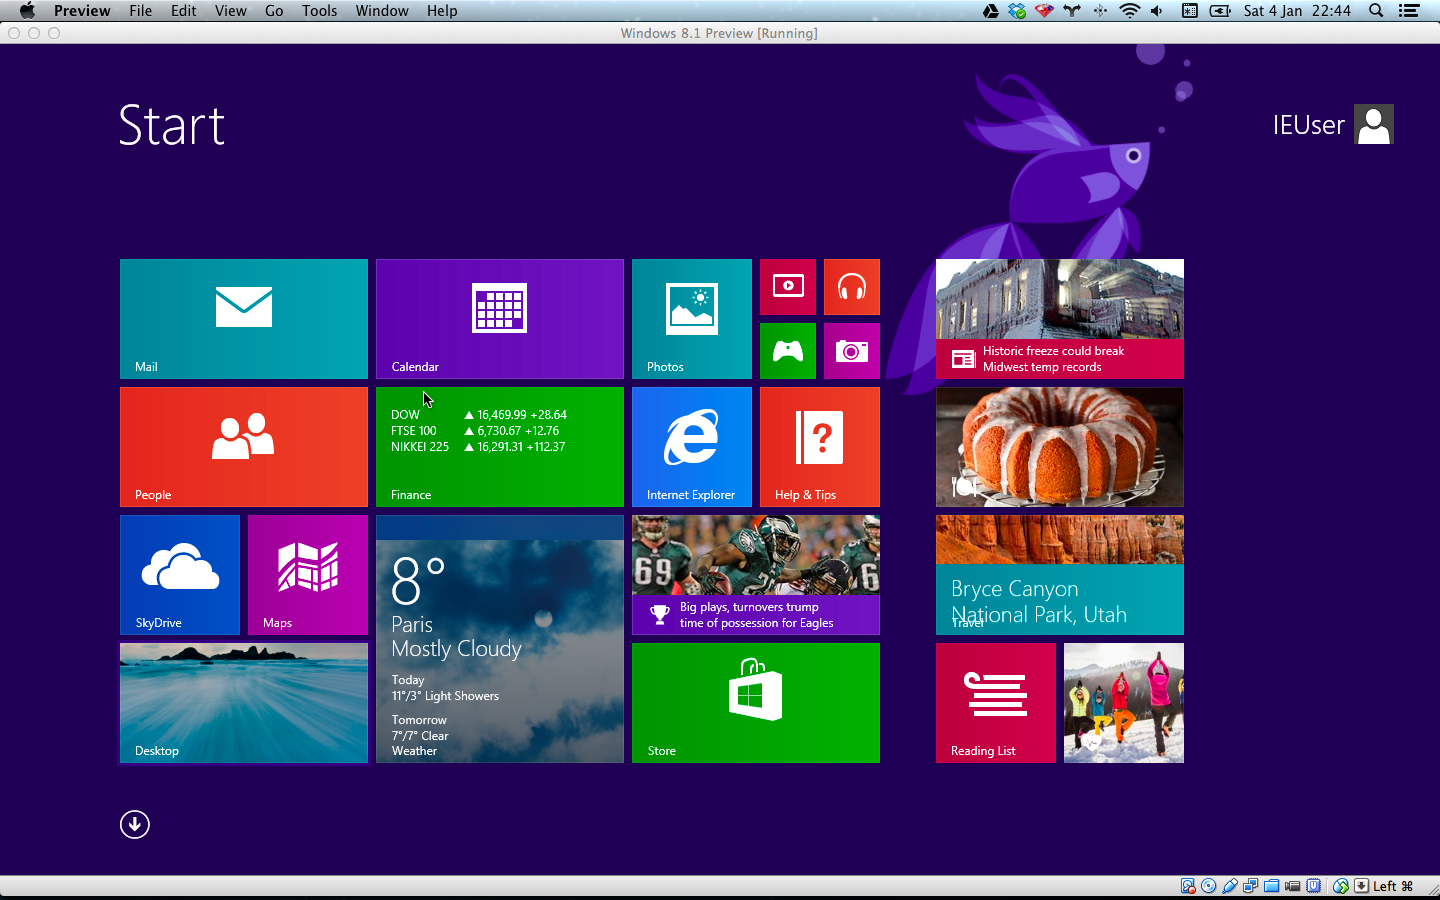 Preview File Edit View Go Tools Window Help
Sat 4 Jan 22:44
Windows 8.1 Preview [Running]
Start
IEUser
Mail
Calendar
Photos
Historic freeze could break
Midwest temp records
People
DOW ▲ 16,469.99 +28.64
FTSE 100 ▲ 6,730.67 +12.76
NIKKEI 225 ▲ 16,291.31 +112.37
Finance
Internet Explorer
Help & Tips
SkyDrive
Maps
8°
Paris
Mostly Cloudy
Today
11°/3° Light Showers
Tomorrow
7°/7° Clear
Weather
69
Big plays, turnovers trump
time of possession for Eagles
Bryce Canyon
National Park, Utah
Travel
Desktop
Store
Reading List
Left ⌘